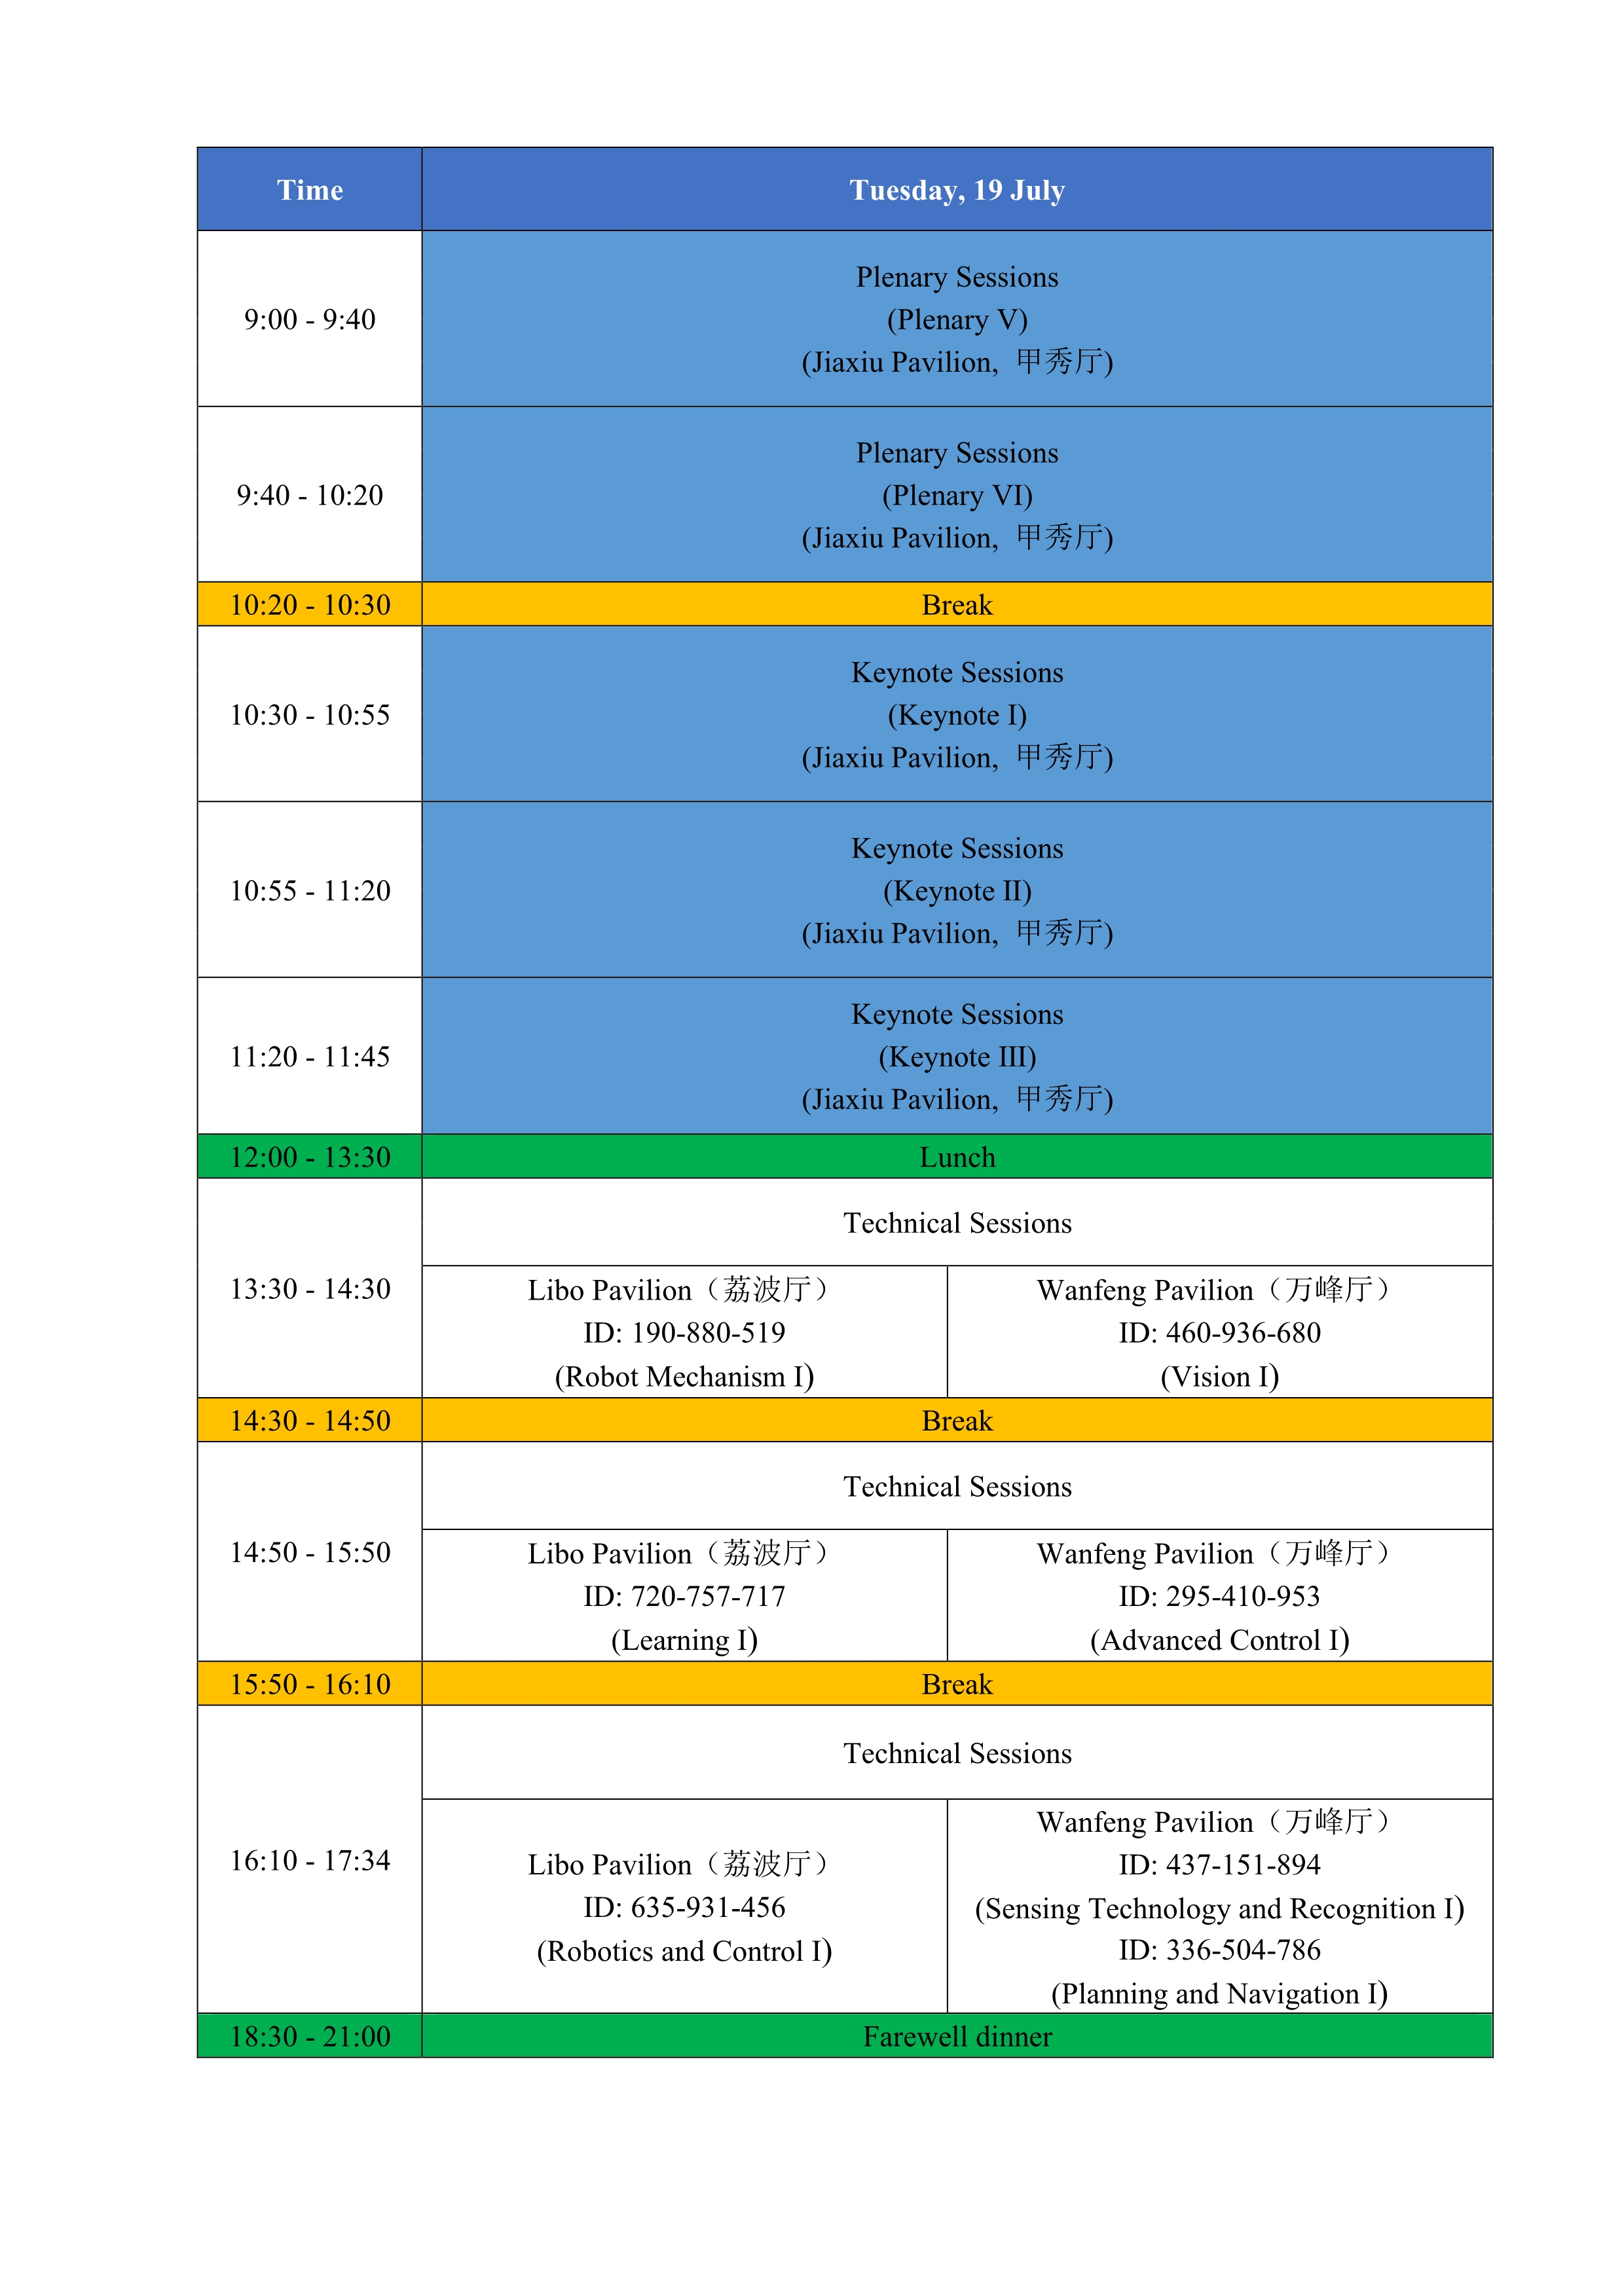 Time
Tuesday, 19 July
9:00 - 9:40
Plenary Sessions
(Plenary V)
(Jiaxiu Pavilion, 甲秀厅)
9:40 - 10:20
Plenary Sessions
(Plenary VI)
(Jiaxiu Pavilion, 甲秀厅)
10:20 - 10:30
Break
10:30 - 10:55
Keynote Sessions
(Keynote I)
(Jiaxiu Pavilion, 甲秀厅)
10:55 - 11:20
Keynote Sessions
(Keynote II)
(Jiaxiu Pavilion, 甲秀厅)
11:20 - 11:45
Keynote Sessions
(Keynote III)
(Jiaxiu Pavilion, 甲秀厅)
12:00 - 13:30
Lunch
13:30 - 14:30
Technical Sessions
Libo Pavilion（荔波厅）
ID: 190-880-519
(Robot Mechanism I)
Wanfeng Pavilion（万峰厅）
ID: 460-936-680
(Vision I)
14:30 - 14:50
Break
14:50 - 15:50
Technical Sessions
Libo Pavilion（荔波厅）
ID: 720-757-717
(Learning I)
Wanfeng Pavilion（万峰厅）
ID: 295-410-953
(Advanced Control I)
15:50 - 16:10
Break
16:10 - 17:34
Technical Sessions
Libo Pavilion（荔波厅）
ID: 635-931-456
(Robotics and Control I)
Wanfeng Pavilion（万峰厅）
ID: 437-151-894
(Sensing Technology and Recognition I)
ID: 336-504-786
(Planning and Navigation I)
18:30 - 21:00
Farewell dinner